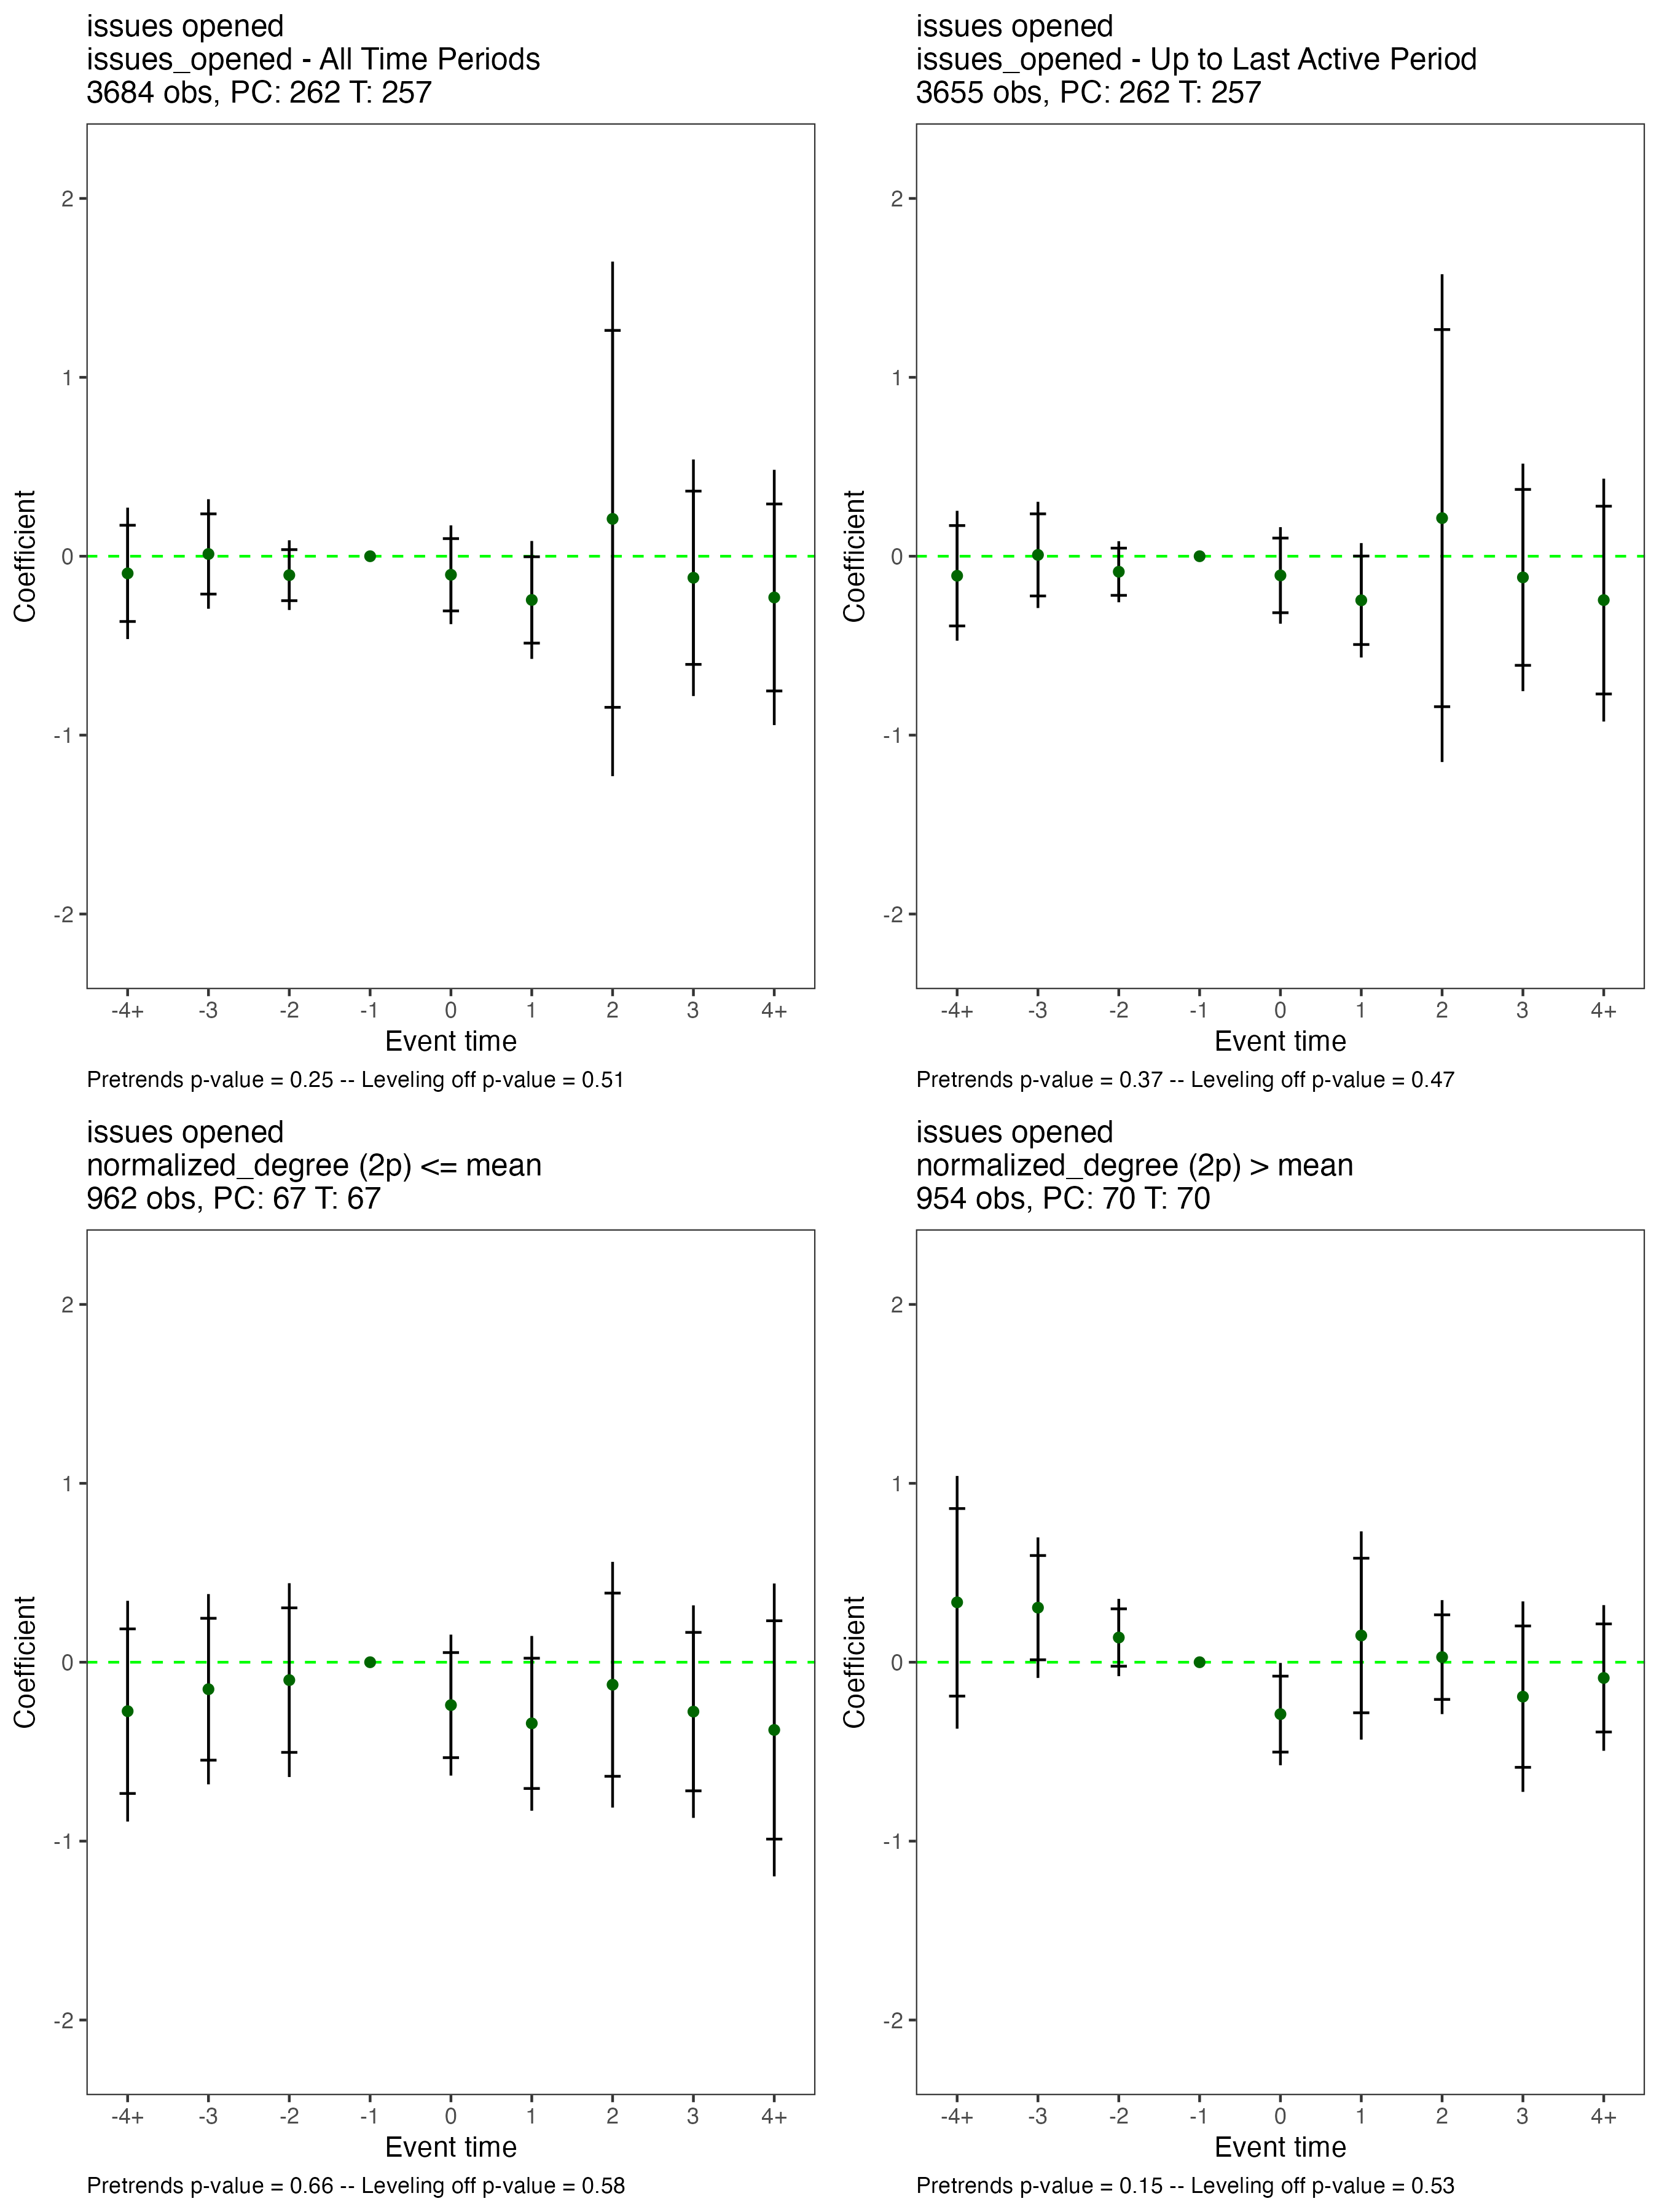 issues opened
issues_opened - All Time Periods
3684 obs, PC: 262 T: 257
2
1
0
-1
-2
Coefficient
-4+ -3 -2 -1 0 1 2 3 4+
Event time
Pretrends p-value = 0.25 -- Leveling off p-value = 0.51
issues opened
issues_opened - Up to Last Active Period
3655 obs, PC: 262 T: 257
2
1
0
-1
-2
Coefficient
-4+ -3 -2 -1 0 1 2 3 4+
Event time
Pretrends p-value = 0.37 -- Leveling off p-value = 0.47
issues opened
normalized_degree (2p) <= mean
962 obs, PC: 67 T: 67
2
1
0
-1
-2
Coefficient
-4+ -3 -2 -1 0 1 2 3 4+
Event time
Pretrends p-value = 0.66 -- Leveling off p-value = 0.58
issues opened
normalized_degree (2p) > mean
954 obs, PC: 70 T: 70
2
1
0
-1
-2
Coefficient
-4+ -3 -2 -1 0 1 2 3 4+
Event time
Pretrends p-value = 0.15 -- Leveling off p-value = 0.53